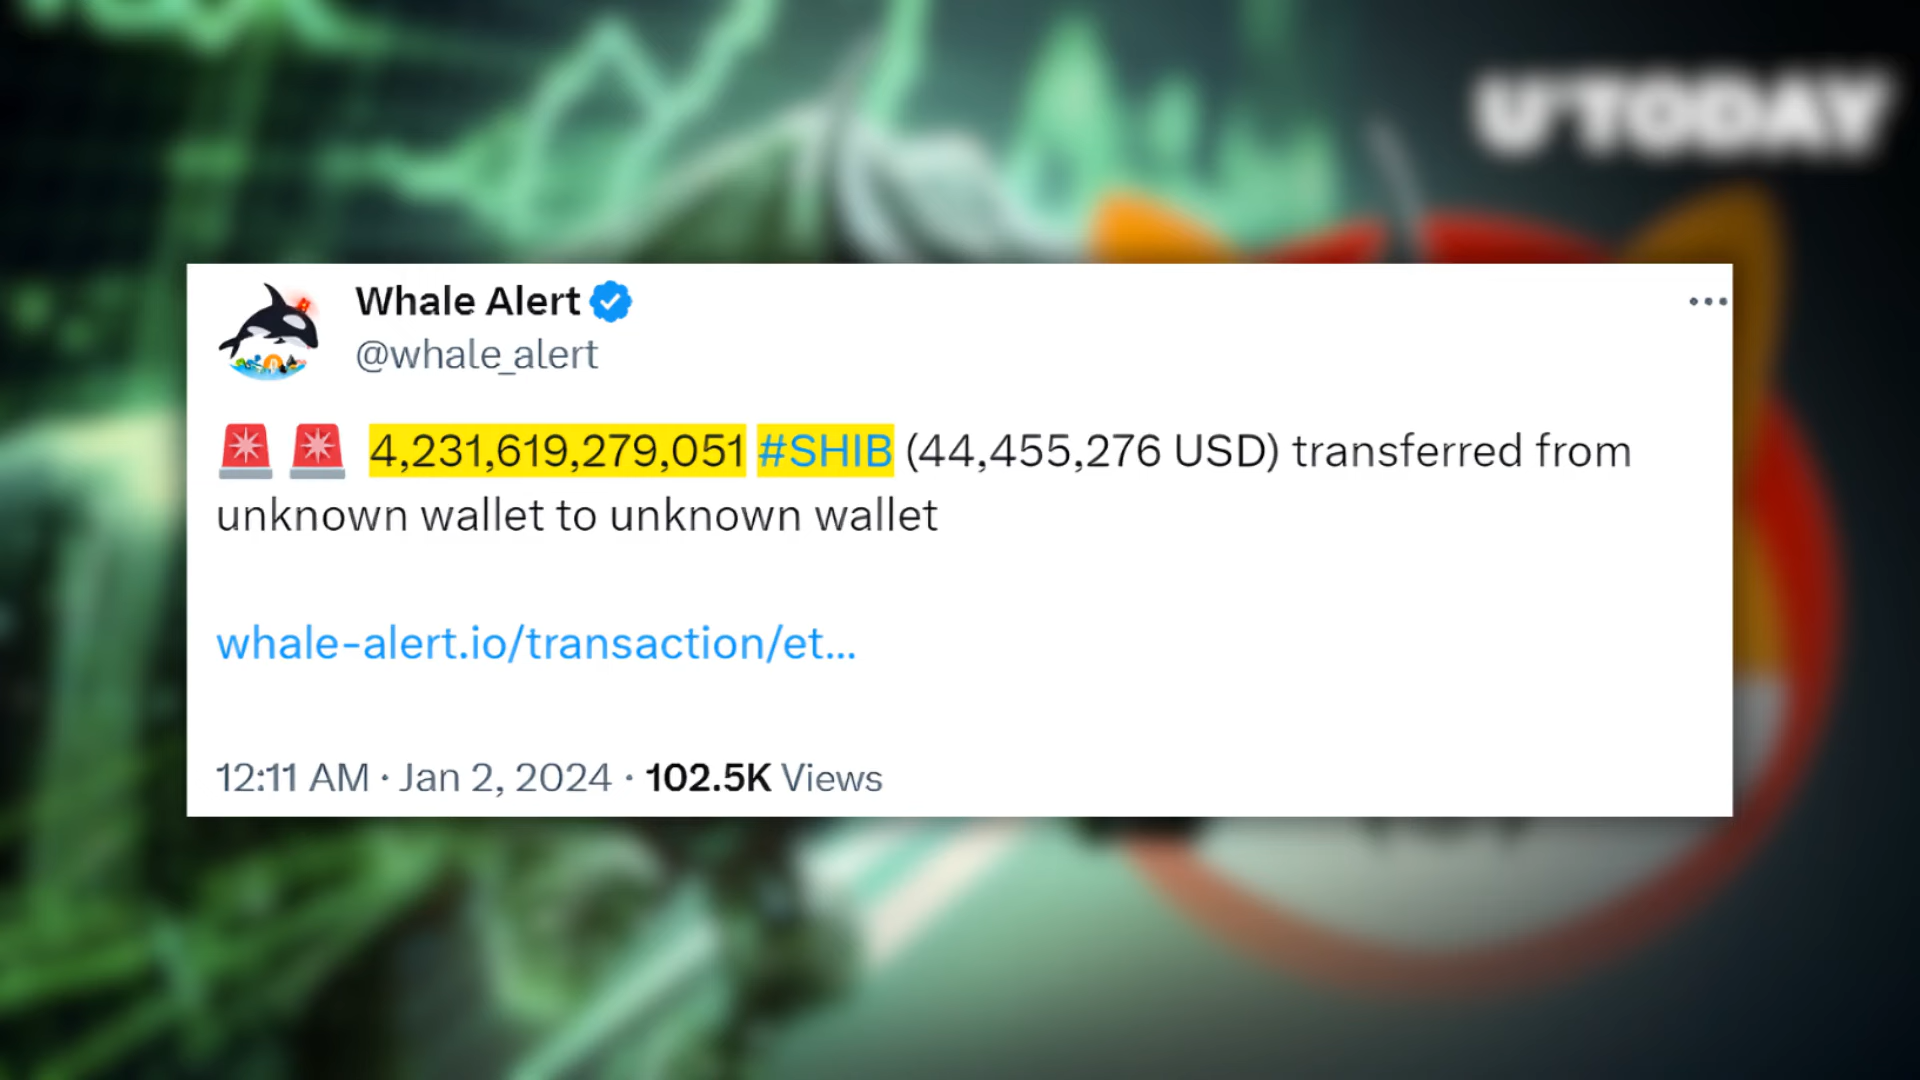 U'TODAY
Whale Alert
@whale_alert
🚨 🚨 4,231,619,279,051 #SHIB (44,455,276 USD) transferred from
unknown wallet to unknown wallet
whale-alert.io/transaction/et...
12:11 AM · Jan 2, 2024 · 102.5K Views